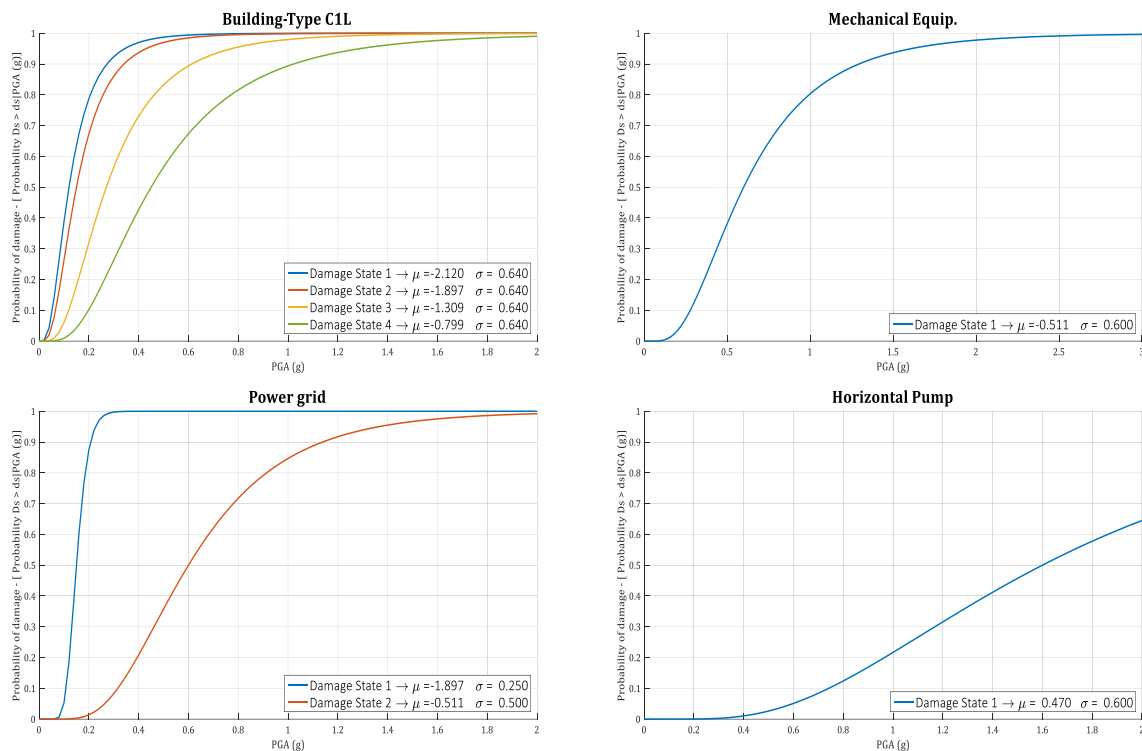 Building-Type C1L
Probability of damage - [ Probability Ds > ds|PGA (g)]
1
0.9
0.8
0.7
0.6
0.5
0.4
0.3
0.2
0.1
0
Damage State 1 → μ =-2.120 σ = 0.640
Damage State 2 → μ =-1.897 σ = 0.640
Damage State 3 → μ =-1.309 σ = 0.640
Damage State 4 → μ =-0.799 σ = 0.640
0 0.2 0.4 0.6 0.8 1 1.2 1.4 1.6 1.8 2
PGA (g)
Mechanical Equip.
Probability of damage - [ Probability Ds > ds|PGA (g)]
1
0.9
0.8
0.7
0.6
0.5
0.4
0.3
0.2
0.1
0
Damage State 1 → μ =-0.511 σ = 0.600
0 0.5 1 1.5 2 2.5 3
PGA (g)
Power grid
Probability of damage - [ Probability Ds > ds|PGA (g)]
1
0.9
0.8
0.7
0.6
0.5
0.4
0.3
0.2
0.1
0
Damage State 1 → μ =-1.897 σ = 0.250
Damage State 2 → μ =-0.511 σ = 0.500
0 0.2 0.4 0.6 0.8 1 1.2 1.4 1.6 1.8 2
PGA (g)
Horizontal Pump
Probability of damage - [ Probability Ds > ds|PGA (g)]
1
0.9
0.8
0.7
0.6
0.5
0.4
0.3
0.2
0.1
0
Damage State 1 → μ = 0.470 σ = 0.600
0 0.2 0.4 0.6 0.8 1 1.2 1.4 1.6 1.8 2
PGA (g)